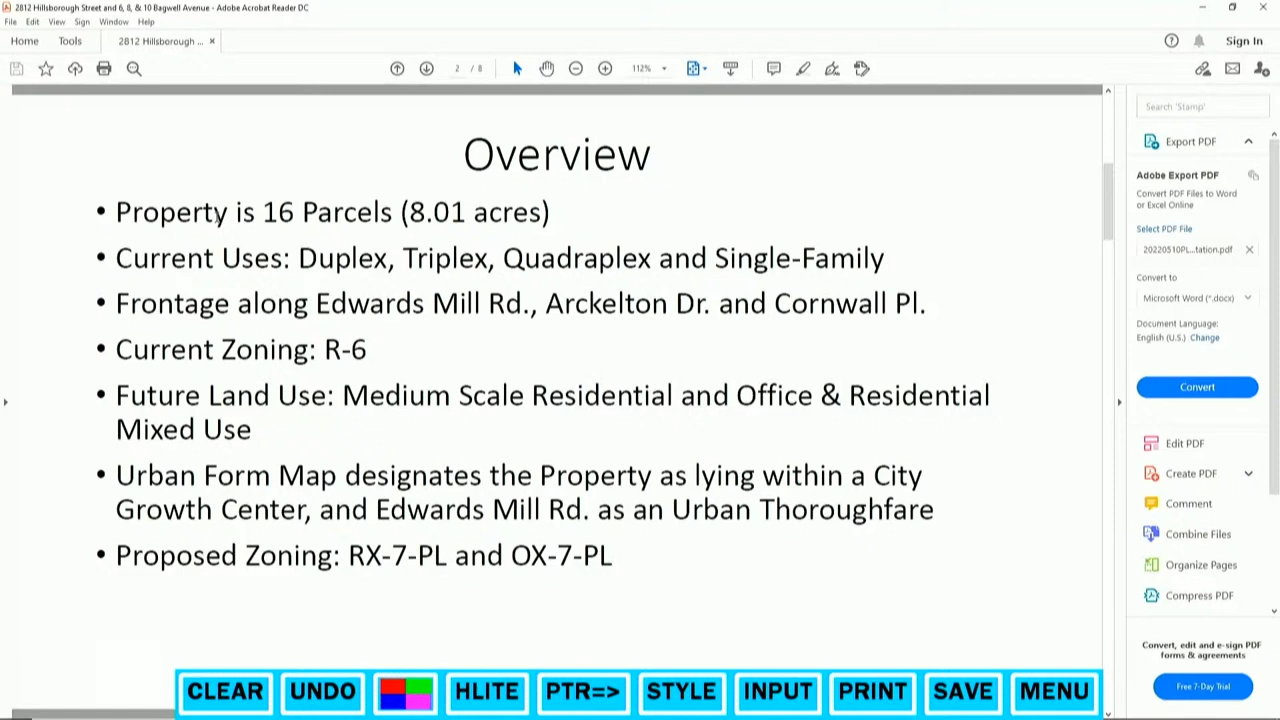 2812 Hillsborough Street and 6, 8, & 10 Bagwell Avenue - Adobe Acrobat Reader DC
File Edit View Sign Window Help
Home Tools 2812 Hillsborough ... × Sign In
2 / 8 112%
Overview
• Property is 16 Parcels (8.01 acres)
• Current Uses: Duplex, Triplex, Quadraplex and Single-Family
• Frontage along Edwards Mill Rd., Arckelton Dr. and Cornwall Pl.
• Current Zoning: R-6
• Future Land Use: Medium Scale Residential and Office & Residential
Mixed Use
• Urban Form Map designates the Property as lying within a City
Growth Center, and Edwards Mill Rd. as an Urban Thoroughfare
• Proposed Zoning: RX-7-PL and OX-7-PL
Search 'Stamp'
Export PDF
Adobe Export PDF
Convert PDF Files to Word
or Excel Online
Select PDF File
20220510PL...tation.pdf
Convert to
Microsoft Word (*.docx)
Document Language:
English (U.S.) Change
Convert
Edit PDF
Create PDF
Comment
Combine Files
Organize Pages
Compress PDF
Convert, edit and e-sign PDF
forms & agreements
Free 7-Day Trial
CLEAR UNDO HLITE PTR=> STYLE INPUT PRINT SAVE MENU